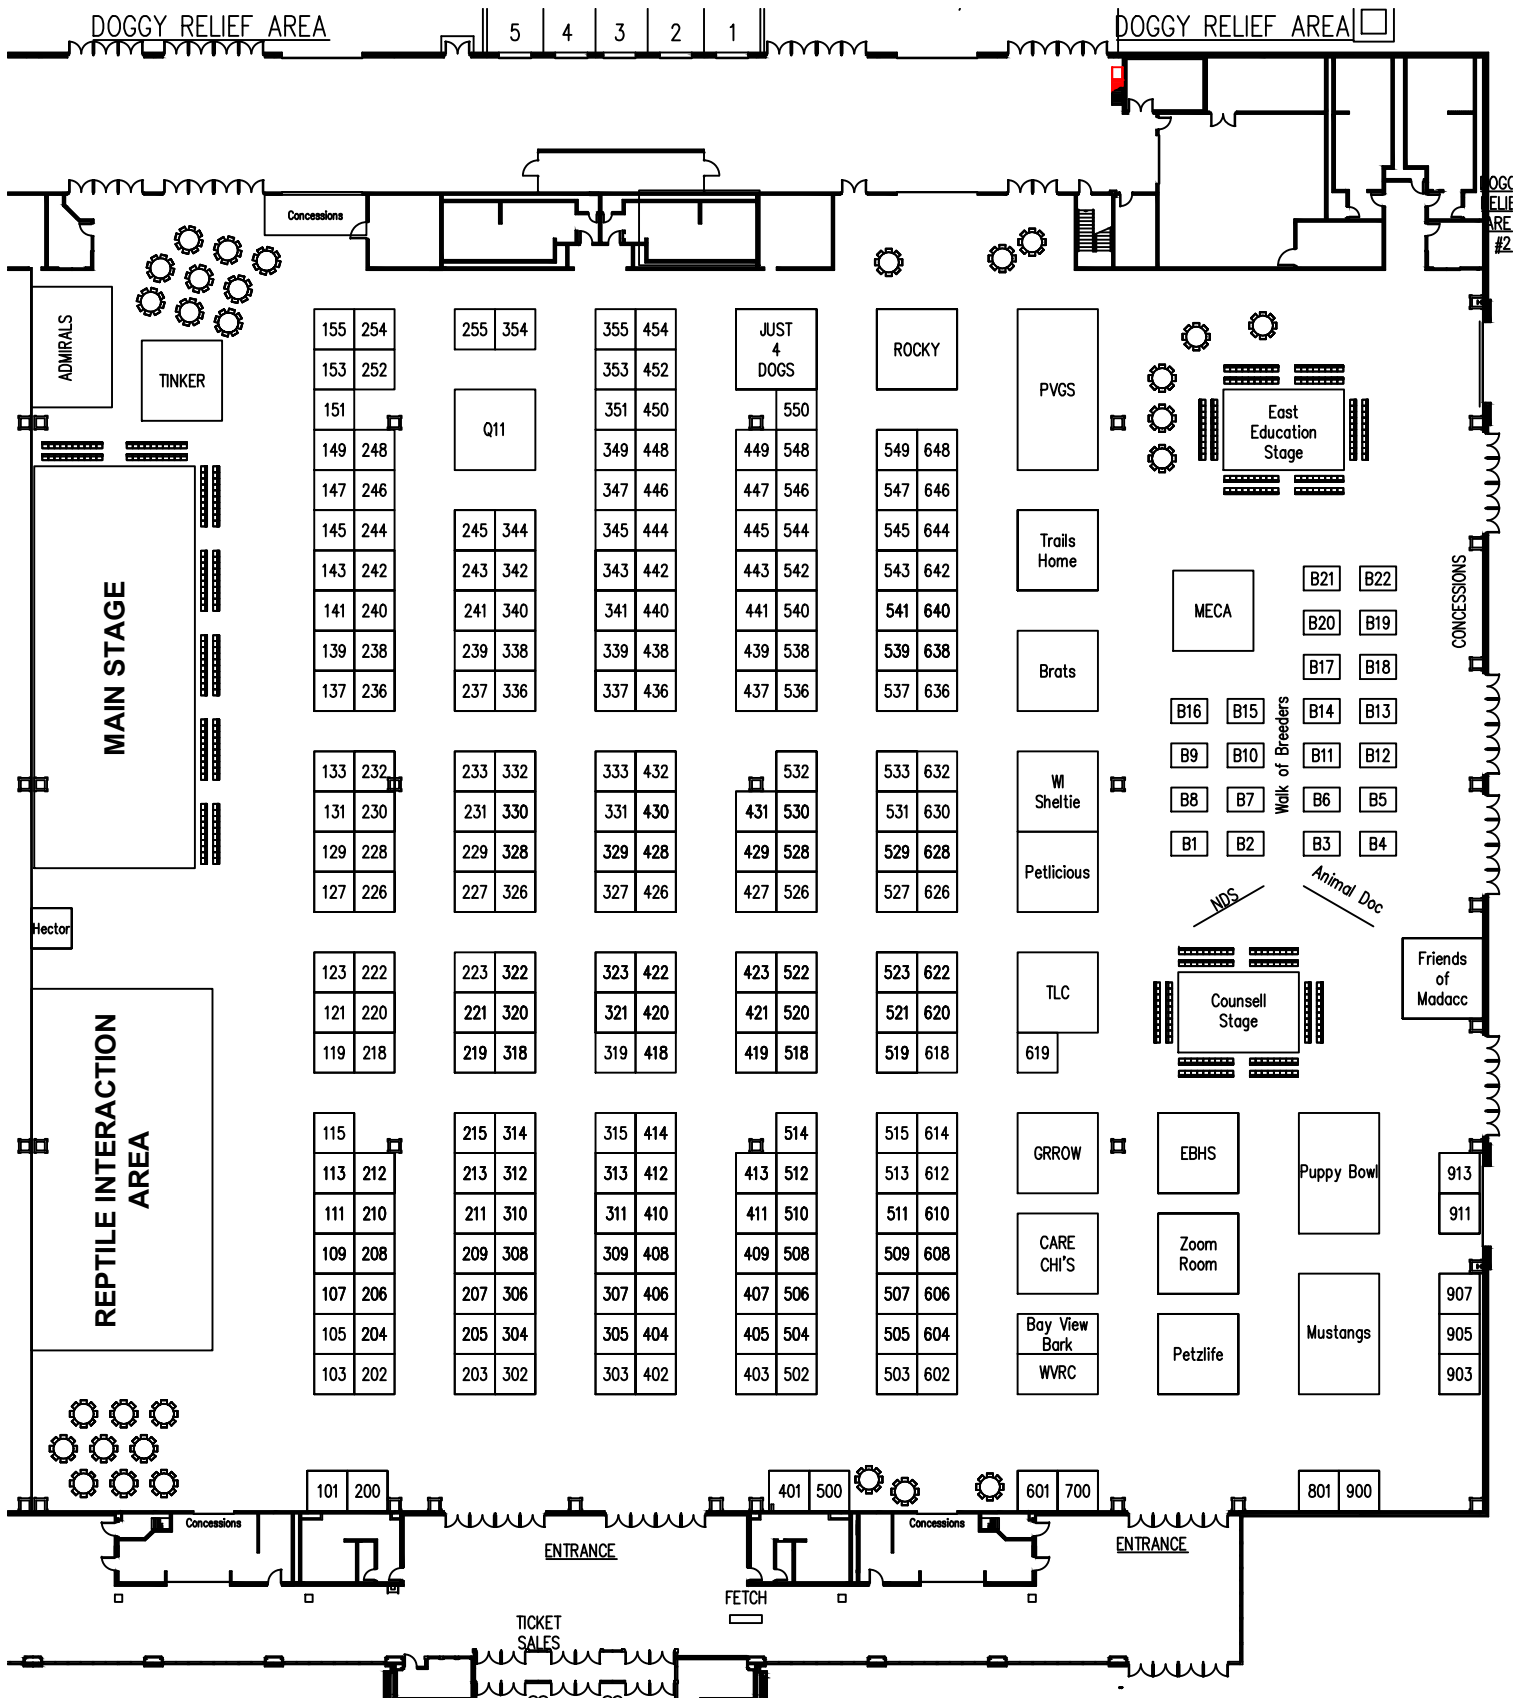 DOGGY RELIEF AREA
5 4 3 2 1
DOGGY RELIEF AREA
ARE
#2
Concessions
ADMIRALS
TINKER
155 254 255 354 355 454
JUST
4
DOGS
ROCKY
PVGS
153 252 353 452
151 Q11 351 450 550
East
Education
Stage
149 248 349 448 449 548 549 648
147 246 347 446 447 546 547 646
145 244 245 344 345 444 445 544 545 644
Trails
Home
143 242 243 342 343 442 443 542 543 642
141 240 241 340 341 440 441 540 541 640
139 238 239 338 339 438 439 538 539 638
137 236 237 336 337 436 437 536 537 636
Brats
MECA
B21 B22
B20 B19
B17 B18
B16 B15 B14 B13
B9 B10 B11 B12
B8 B7 B6 B5
B1 B2 B3 B4
Walk of Breeders
CONCESSIONS
MAIN STAGE
133 232 233 332 333 432 532 533 632
131 230 231 330 331 430 431 530 531 630
129 228 229 328 329 428 429 528 529 628
127 226 227 326 327 426 427 526 527 626
WI
Sheltie
Petlicious
NDS
Animal Doc
Hector
123 222 223 322 323 422 423 522 523 622
121 220 221 320 321 420 421 520 521 620
119 218 219 318 319 418 419 518 519 618 619
TLC
Counsell
Stage
Friends
of
Madacc
REPTILE INTERACTION
AREA
115 215 314 315 414 514 515 614
113 212 213 312 313 412 413 512 513 612
111 210 211 310 311 410 411 510 511 610
109 208 209 308 309 408 409 508 509 608
107 206 207 306 307 406 407 506 507 606
105 204 205 304 305 404 405 504 505 604
103 202 203 302 303 402 403 502 503 602
GRROW
EBHS
Puppy Bowl
913
911
CARE
CHI'S
Zoom
Room
907
905
903
Bay View
Bark
WVRC
Petzlife
Mustangs
101 200 401 500 601 700 801 900
Concessions
ENTRANCE
Concessions
ENTRANCE
FETCH
TICKET
SALES